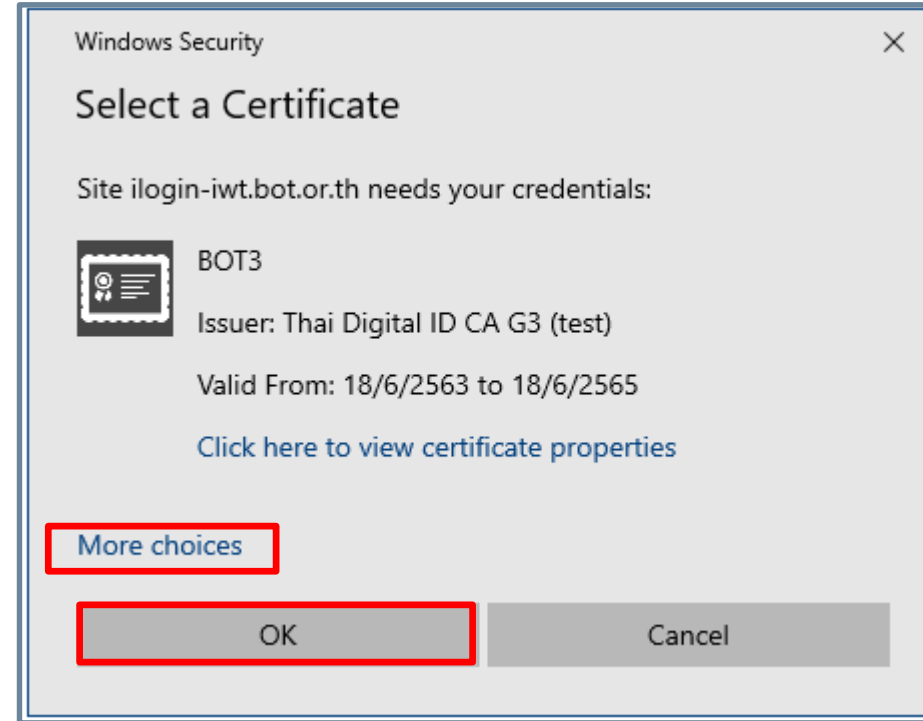 Windows Security
Select a Certificate
Site ilogin-iwt.bot.or.th needs your credentials:
BOT3
Issuer: Thai Digital ID CA G3 (test)
Valid From: 18/6/2563 to 18/6/2565
Click here to view certificate properties
More choices
OK
Cancel